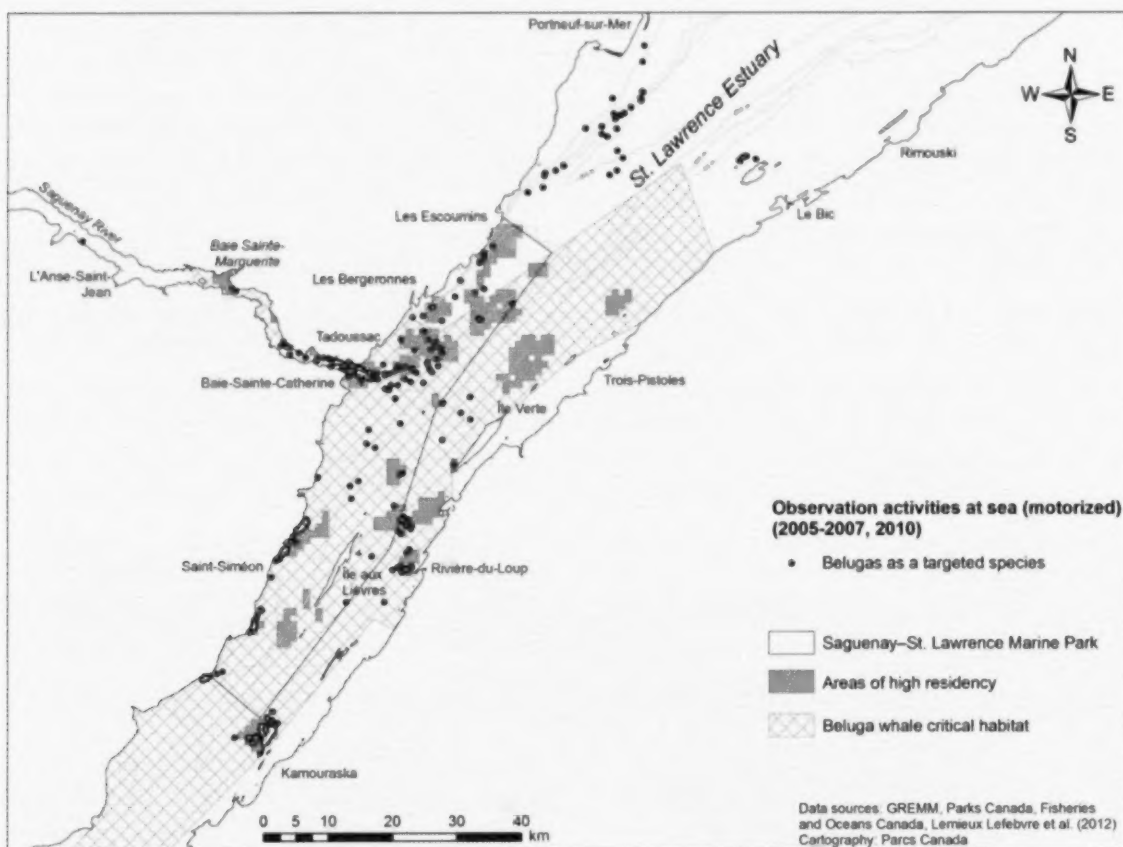 Portneuf-sur-Mer
St. Lawrence Estuary
N
W E
S
Rimouski
Le Bic
Saguenay River
Les Escoumins
Baie Sainte-
Marguerite
L'Anse-Saint-
Jean
Les Bergeronnes
Tadoussac
Baie-Sainte-Catherine
Trois-Pistoles
Île Verte
Observation activities at sea (motorized)
(2005-2007, 2010)
Belugas as a targeted species
Saint-Siméon
Île aux
Lièvres
Rivière-du-Loup
Saguenay–St. Lawrence Marine Park
Areas of high residency
Beluga whale critical habitat
Kamouraska
0 5 10 20 30 40
km
Data sources: GREMM, Parks Canada, Fisheries
and Oceans Canada, Lemieux Lefebvre et al. (2012)
Cartography: Parcs Canada